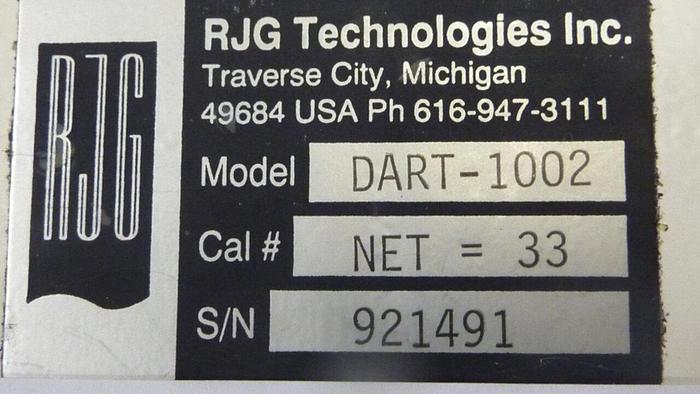 RJG
RJG Technologies Inc.
Traverse City, Michigan
49684 USA Ph 616-947-3111
Model DART-1002
Cal # NET = 33
S/N 921491